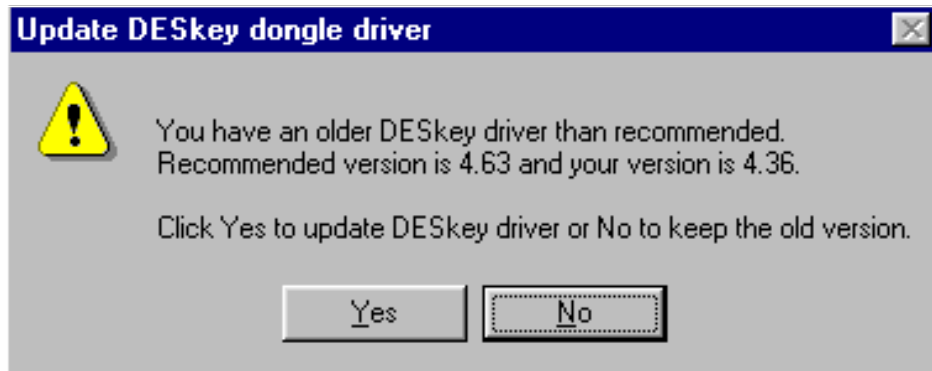 Update DESkey dongle driver
You have an older DESkey driver than recommended.
Recommended version is 4.63 and your version is 4.36.
Click Yes to update DESkey driver or No to keep the old version.
Yes
No